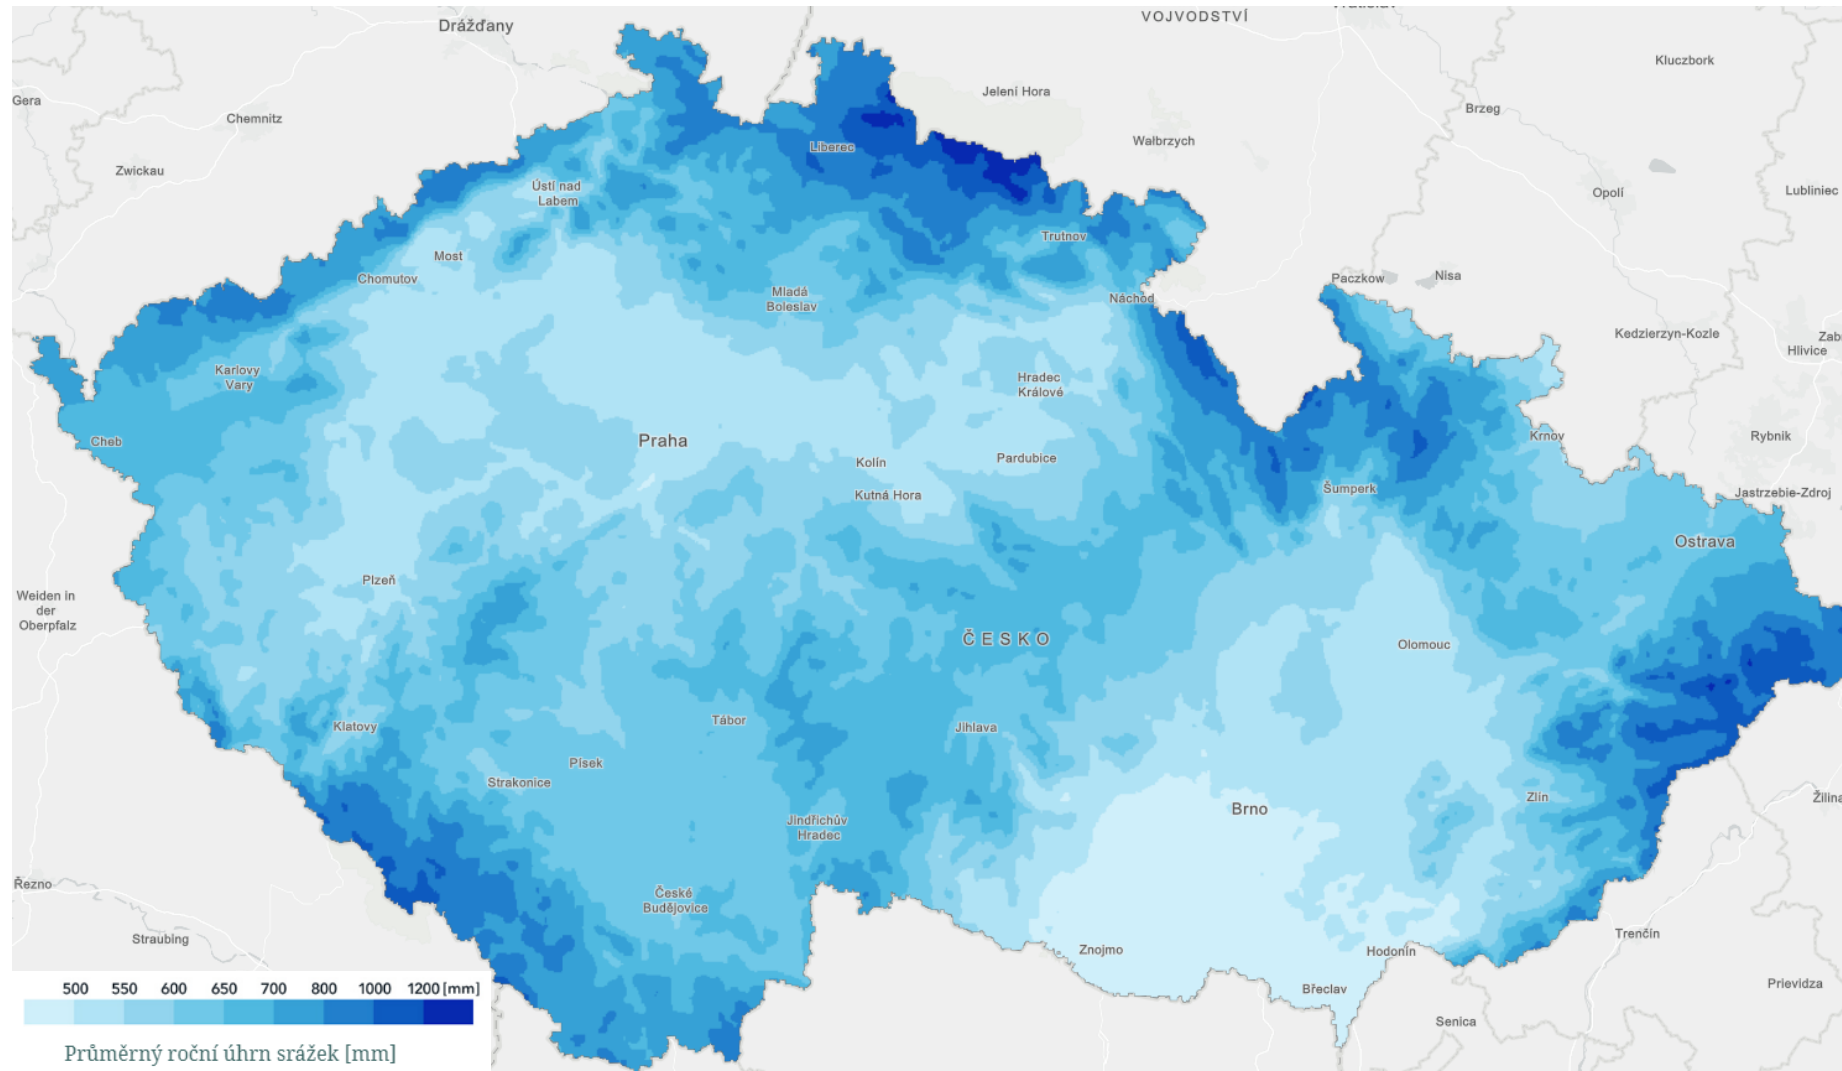 Drážďany
VOJVODSTVÍ
Kluczbork
Gera
Chemnitz
Jelení Hora
Brzeg
Wałbrzych
Liberec
Zwickau
Ústí nad
Labem
Opolí
Lubliniec
Most
Trutnov
Chomutov
Paczkow
Nisa
Mladá
Boleslav
Náchod
Kedzierzyn-Kozle
Zab
Hlivice
Karlovy
Vary
Hradec
Králové
Cheb
Praha
Krnov
Rybnik
Kolín
Pardubice
Kutná Hora
Šumperk
Jastrzebie-Zdroj
Ostrava
Plzeň
Weiden in
der
Oberpfalz
ČESKO
Olomouc
Klatovy
Tábor
Jihlava
Písek
Strakonice
Brno
Zlín
Žilina
Jindřichův
Hradec
Řezno
České
Budějovice
Straubing
Znojmo
Hodonín
Trenčín
Břeclav
Prievidza
Senica
500 550 600 650 700 800 1000 1200 [mm]
Průměrný roční úhrn srážek [mm]